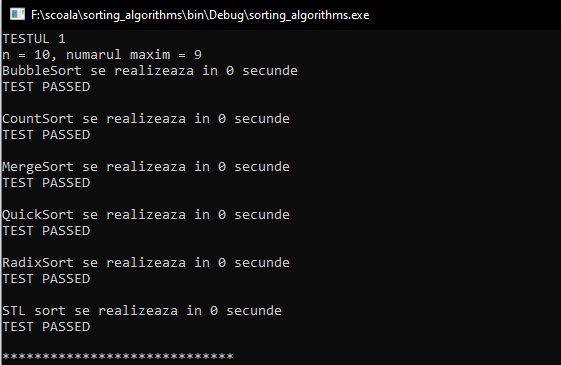 F:\scoala\sorting_algorithms\bin\Debug\sorting_algorithms.exe
TESTUL 1
n = 10, numarul maxim = 9
BubbleSort se realizeaza in 0 secunde
TEST PASSED
CountSort se realizeaza in 0 secunde
TEST PASSED
MergeSort se realizeaza in 0 secunde
TEST PASSED
QuickSort se realizeaza in 0 secunde
TEST PASSED
RadixSort se realizeaza in 0 secunde
TEST PASSED
STL sort se realizeaza in 0 secunde
TEST PASSED
*****************************